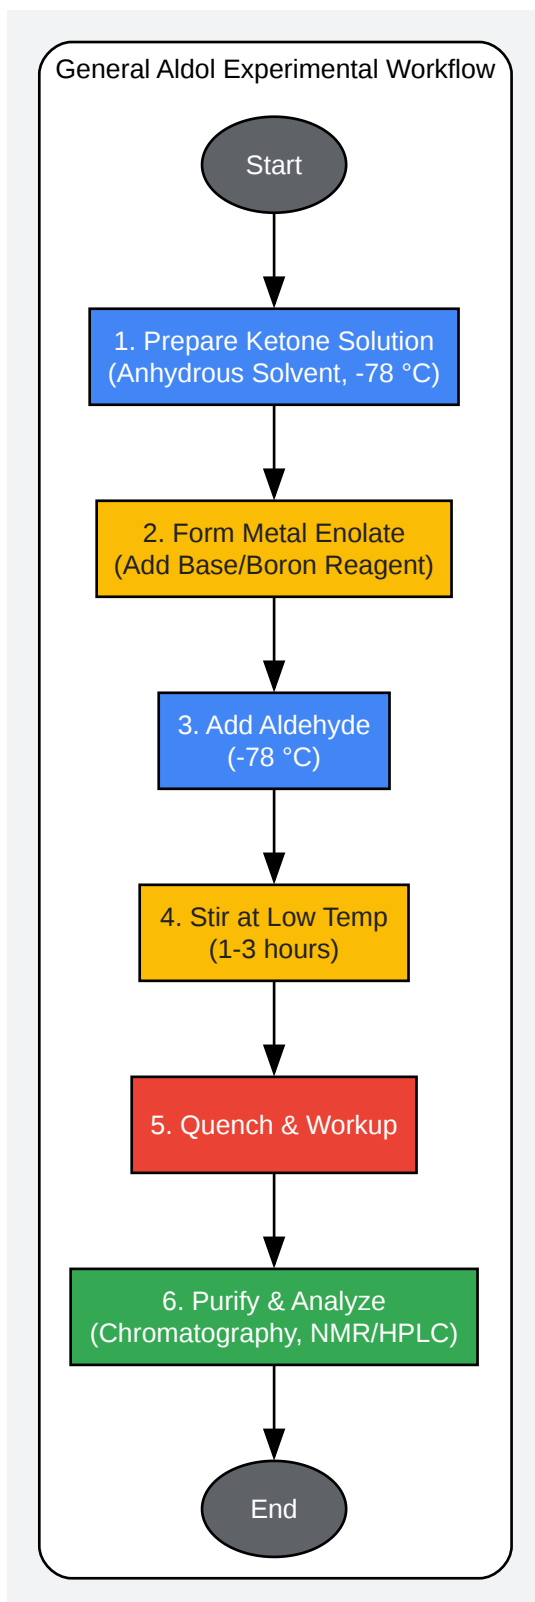 General Aldol Experimental Workflow
Start
1. Prepare Ketone Solution
(Anhydrous Solvent, -78 °C)
2. Form Metal Enolate
(Add Base/Boron Reagent)
3. Add Aldehyde
(-78 °C)
4. Stir at Low Temp
(1-3 hours)
5. Quench & Workup
6. Purify & Analyze
(Chromatography, NMR/HPLC)
End